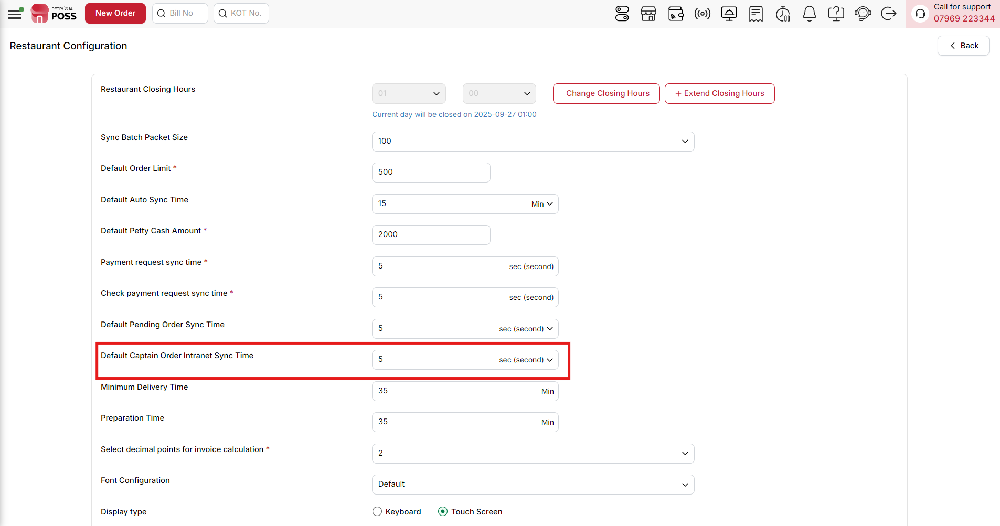 PETPOOJA
POSS
New Order
Bill No
KOT No.
Call for support
07969 223344
Restaurant Configuration
Back
Restaurant Closing Hours
01
00
Change Closing Hours
+ Extend Closing Hours
Current day will be closed on 2025-09-27 01:00
Sync Batch Packet Size
100
Default Order Limit *
500
Default Auto Sync Time
15
Min
Default Petty Cash Amount *
2000
Payment request sync time *
5
sec (second)
Check payment request sync time *
5
sec (second)
Default Pending Order Sync Time
5
sec (second)
Default Captain Order Intranet Sync Time
5
sec (second)
Minimum Delivery Time
35
Min
Preparation Time
35
Min
Select decimal points for invoice calculation *
2
Font Configuration
Default
Display type
Keyboard
Touch Screen